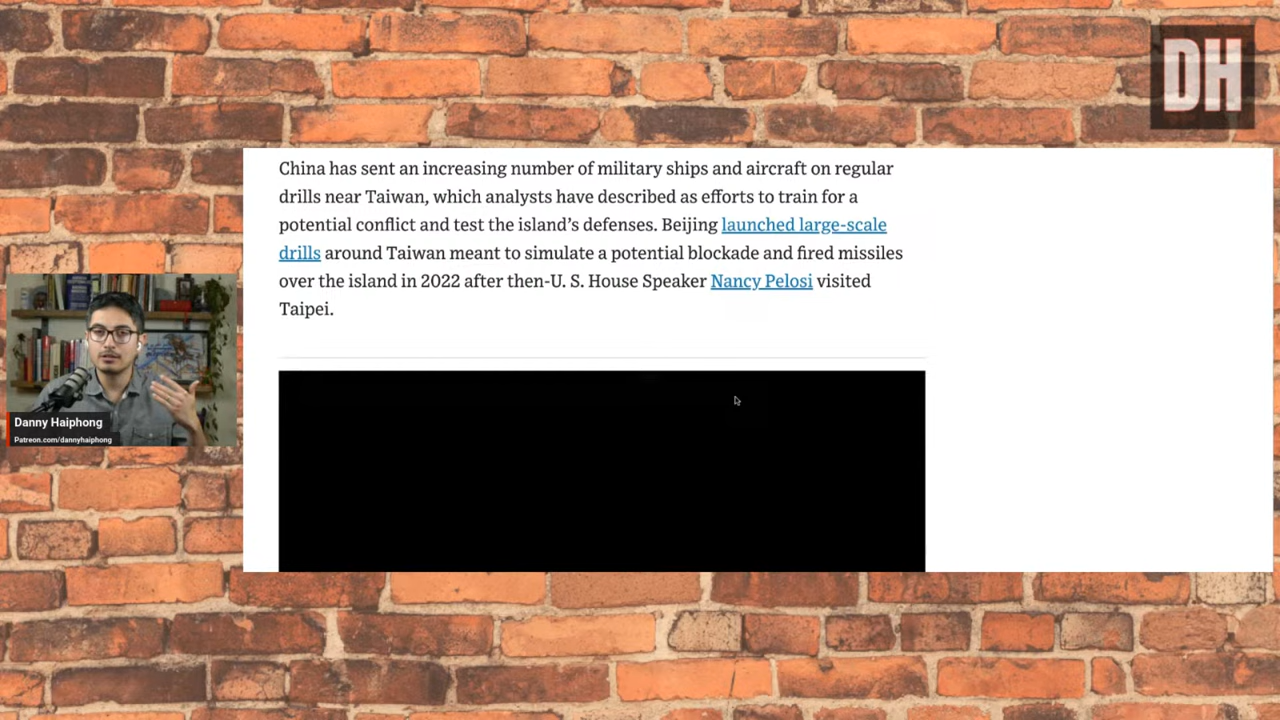 DH
China has sent an increasing number of military ships and aircraft on regular
drills near Taiwan, which analysts have described as efforts to train for a
potential conflict and test the island’s defenses. Beijing launched large-scale
drills around Taiwan meant to simulate a potential blockade and fired missiles
over the island in 2022 after then-U. S. House Speaker Nancy Pelosi visited
Taipei.
Danny Haiphong
Patreon.com/dannyhaiphong